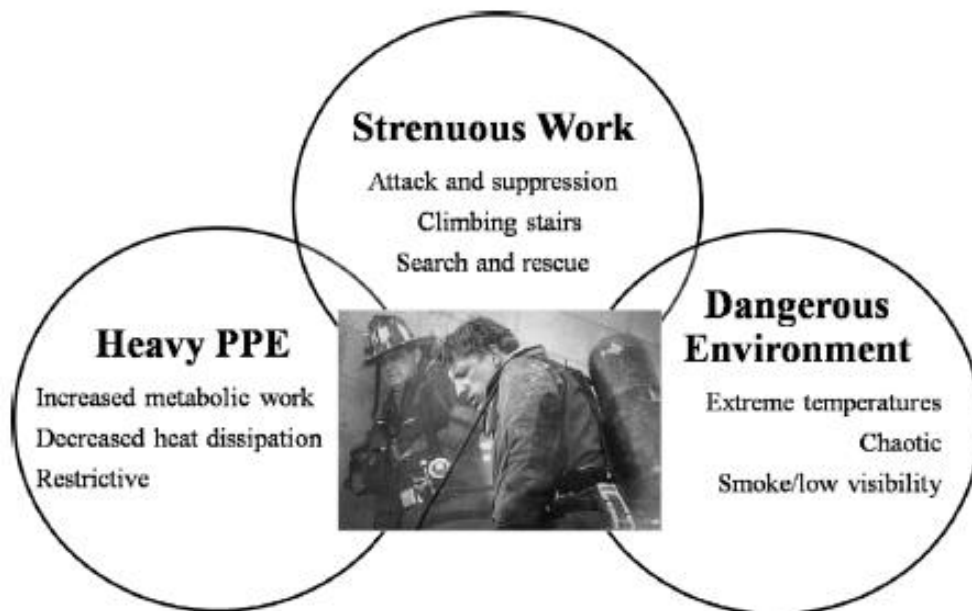 Strenuous Work
Attack and suppression
Climbing stairs
Search and rescue
Heavy PPE
Increased metabolic work
Decreased heat dissipation
Restrictive
Dangerous
Environment
Extreme temperatures
Chaotic
Smoke/low visibility